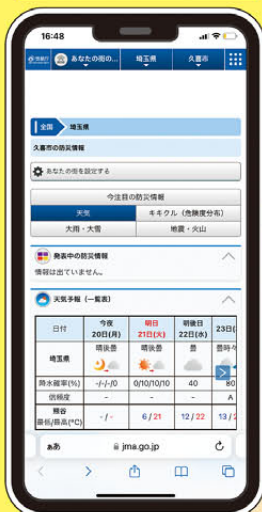 16:48
気象庁 あなたの街の... 埼玉県 久喜市
全国 埼玉県
久喜市の防災情報
あなたの街を設定する
今注目の防災情報
天気 キキクル(危険度分布)
大雨・大雪 地震・火山
発表中の防災情報
情報は出ていません。
天気予報(一覧表)
日付 今夜 20日(月) 明日 21日(火) 明後日 22日(水) 23日(
埼玉県 晴後曇 晴後曇 曇 曇時々
降水確率(%) -/-/-/0 0/10/10/10 40 80
信頼度 - - - A
熊谷 最低/最高(℃) - / - 6 / 21 12 / 22 13 / 2
ぁあ jma.go.jp